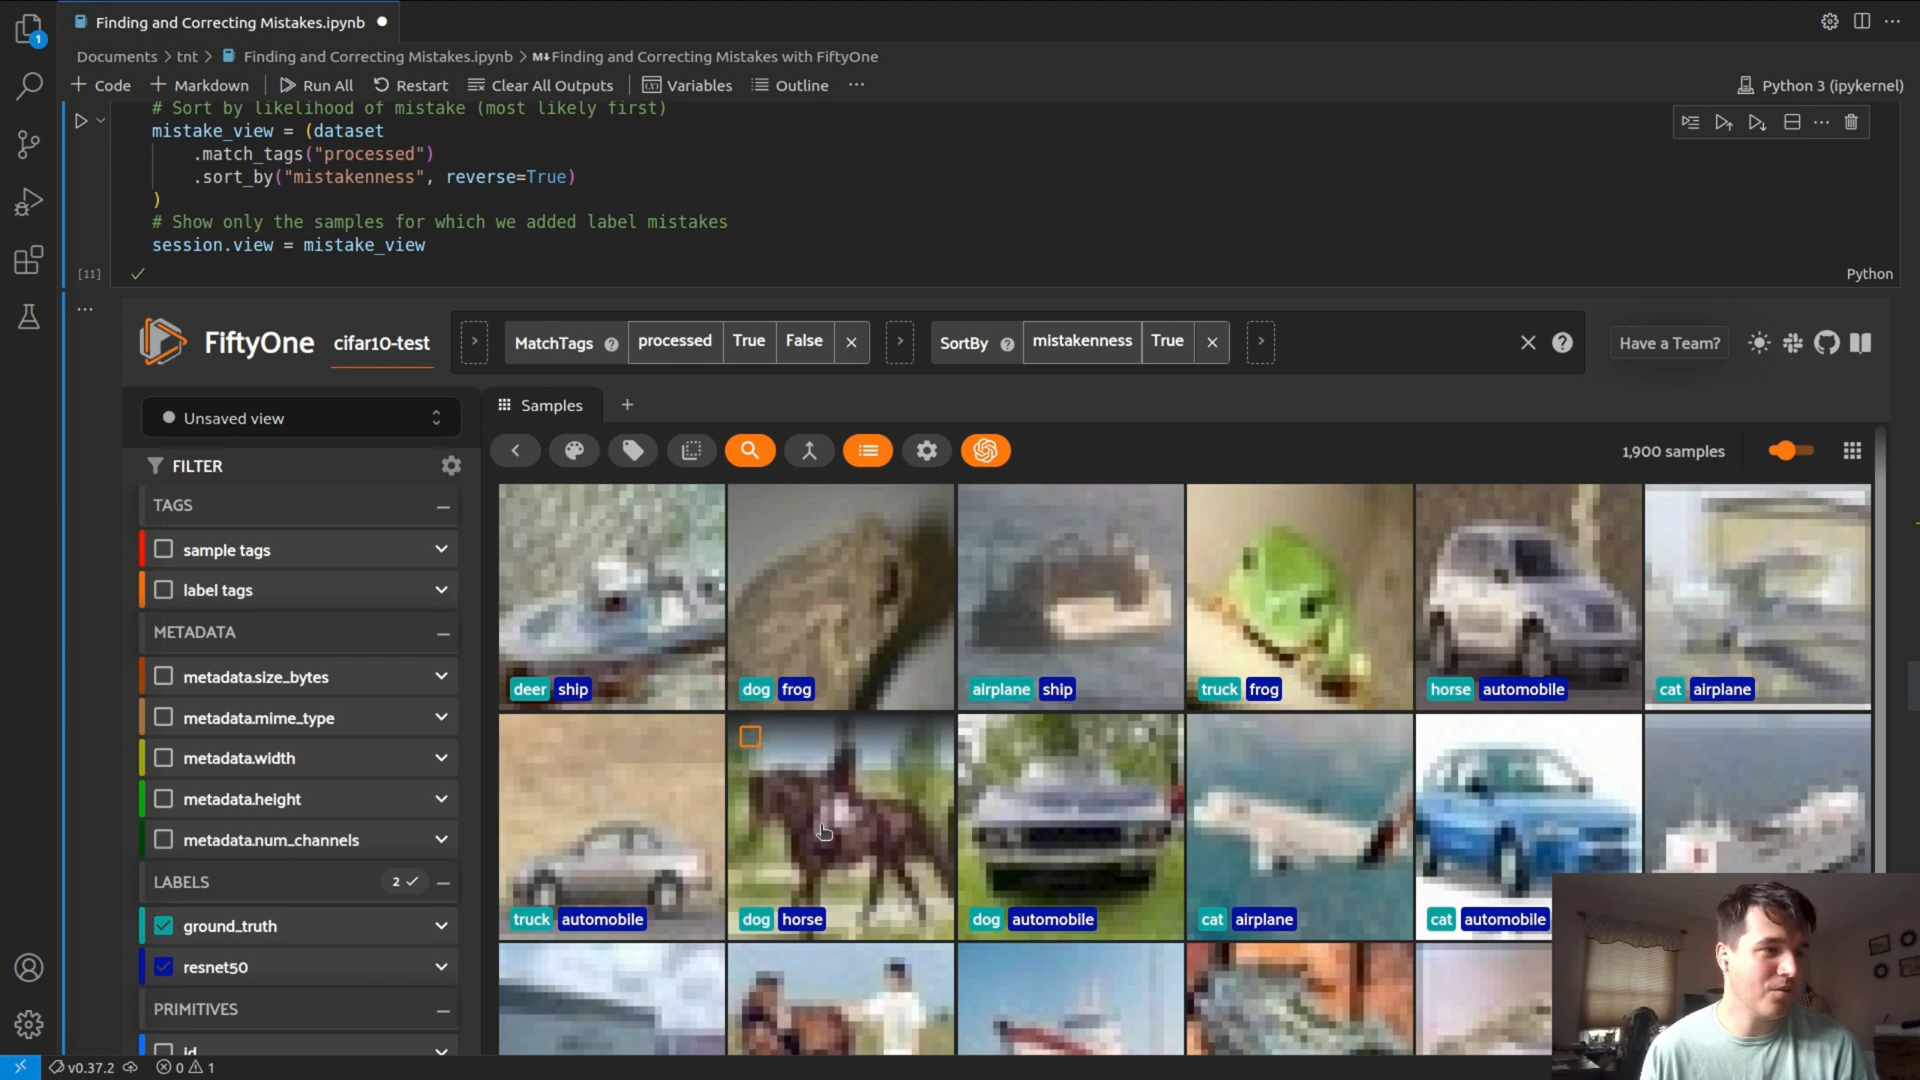 Finding and Correcting Mistakes.ipynb
1
Documents > tnt > Finding and Correcting Mistakes.ipynb > M↓Finding and Correcting Mistakes with FiftyOne
+ Code + Markdown Run All Restart Clear All Outputs Variables Outline ...
Python 3 (ipykernel)
# Sort by likelihood of mistake (most likely first)
mistake_view = (dataset
.match_tags("processed")
.sort_by("mistakenness", reverse=True)
)
# Show only the samples for which we added label mistakes
session.view = mistake_view
[11]
Python
FiftyOne
cifar10-test
MatchTags processed True False
SortBy mistakenness True
Have a Team?
Unsaved view
Samples +
FILTER
1,900 samples
TAGS
sample tags
label tags
METADATA
metadata.size_bytes
metadata.mime_type
metadata.width
metadata.height
metadata.num_channels
LABELS 2
ground_truth
resnet50
PRIMITIVES
id
deer ship
dog frog
airplane ship
truck frog
horse automobile
cat airplane
truck automobile
dog horse
dog automobile
cat airplane
cat automobile
v0.37.2 0 1